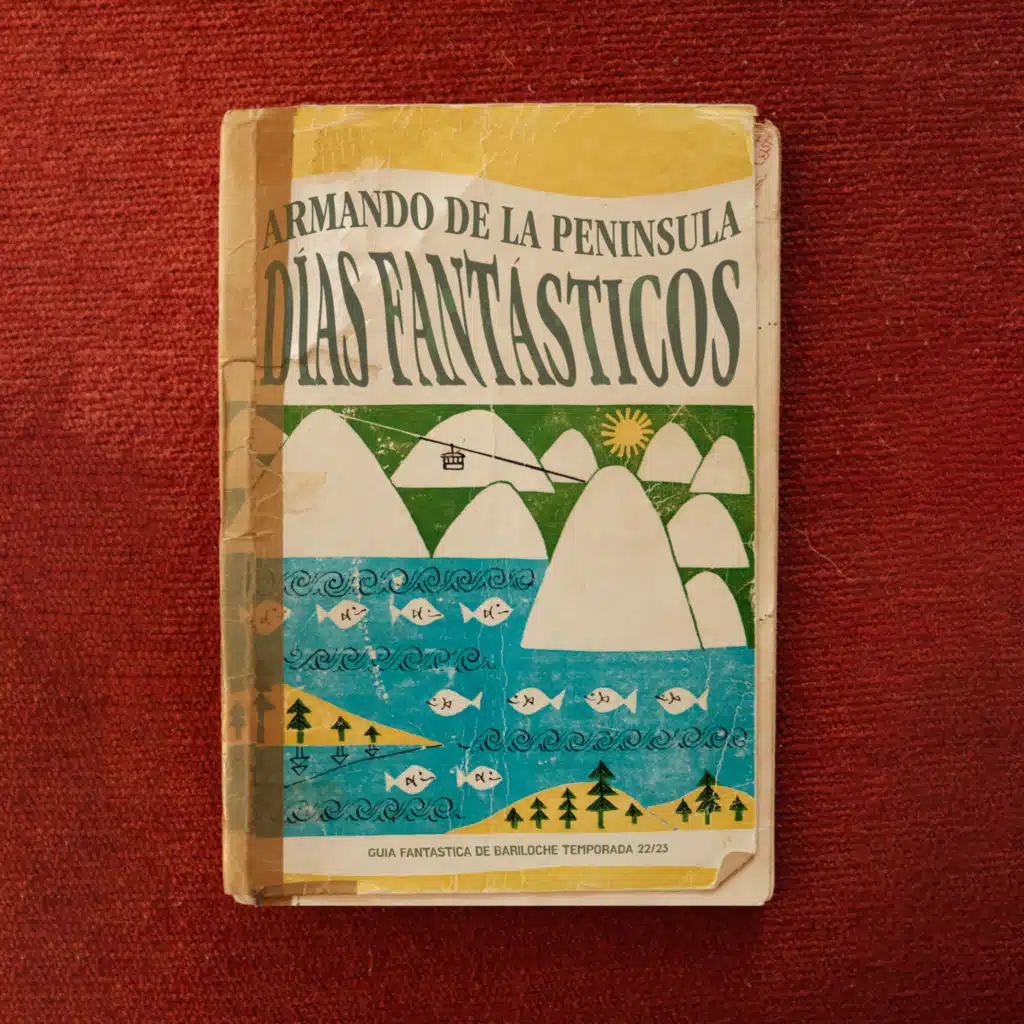 ARMANDO DE LA PENINSULA
DÍAS FANTÁSTICOS
GUIA FANTASTICA DE BARILOCHE TEMPORADA 22/23